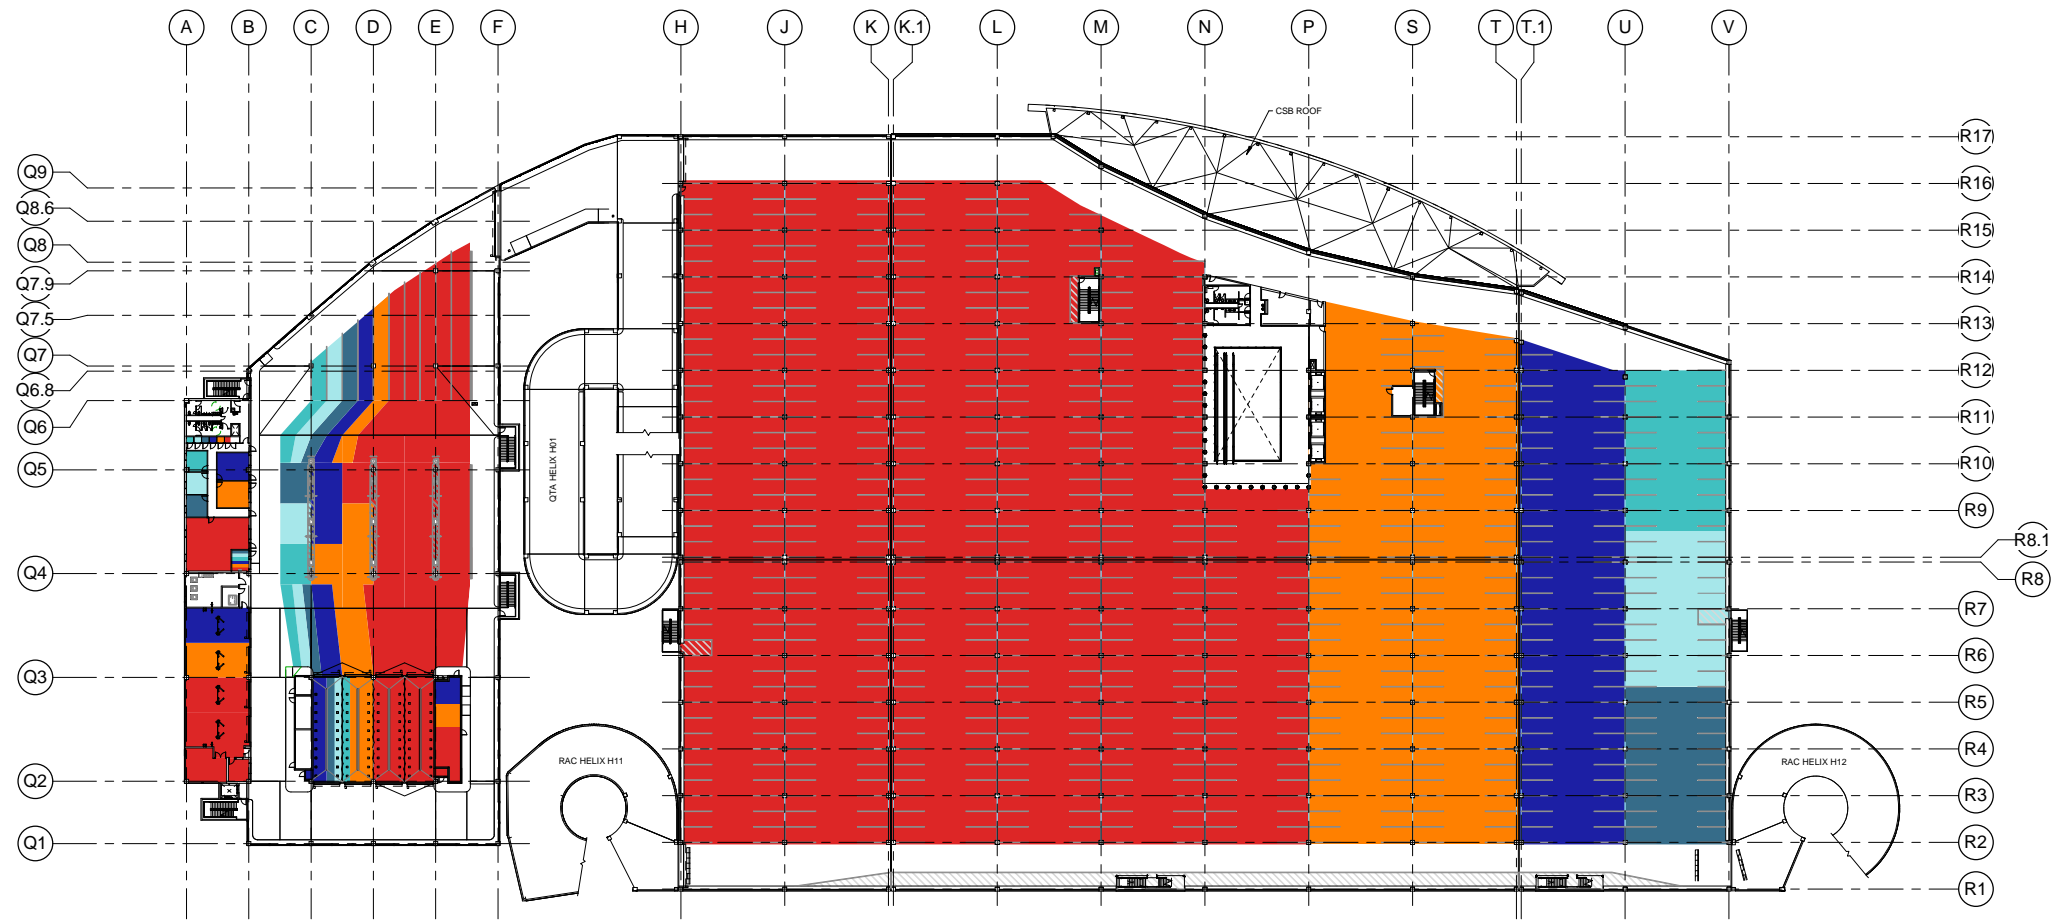 A B C D E F H J K K.1 L M N P S T T.1 U V
CSB ROOF
R17
Q9
R16
Q8.6
R15
Q8
R14
Q7.9
Q7.5
R13
Q7
R12
Q6.8
R11
Q6
R10
Q5
QTA HELIX H01
R9
R8.1
Q4
R8
R7
R6
Q3
R5
R4
RAC HELIX H11
RAC HELIX H12
Q2
R3
Q1
R2
R1